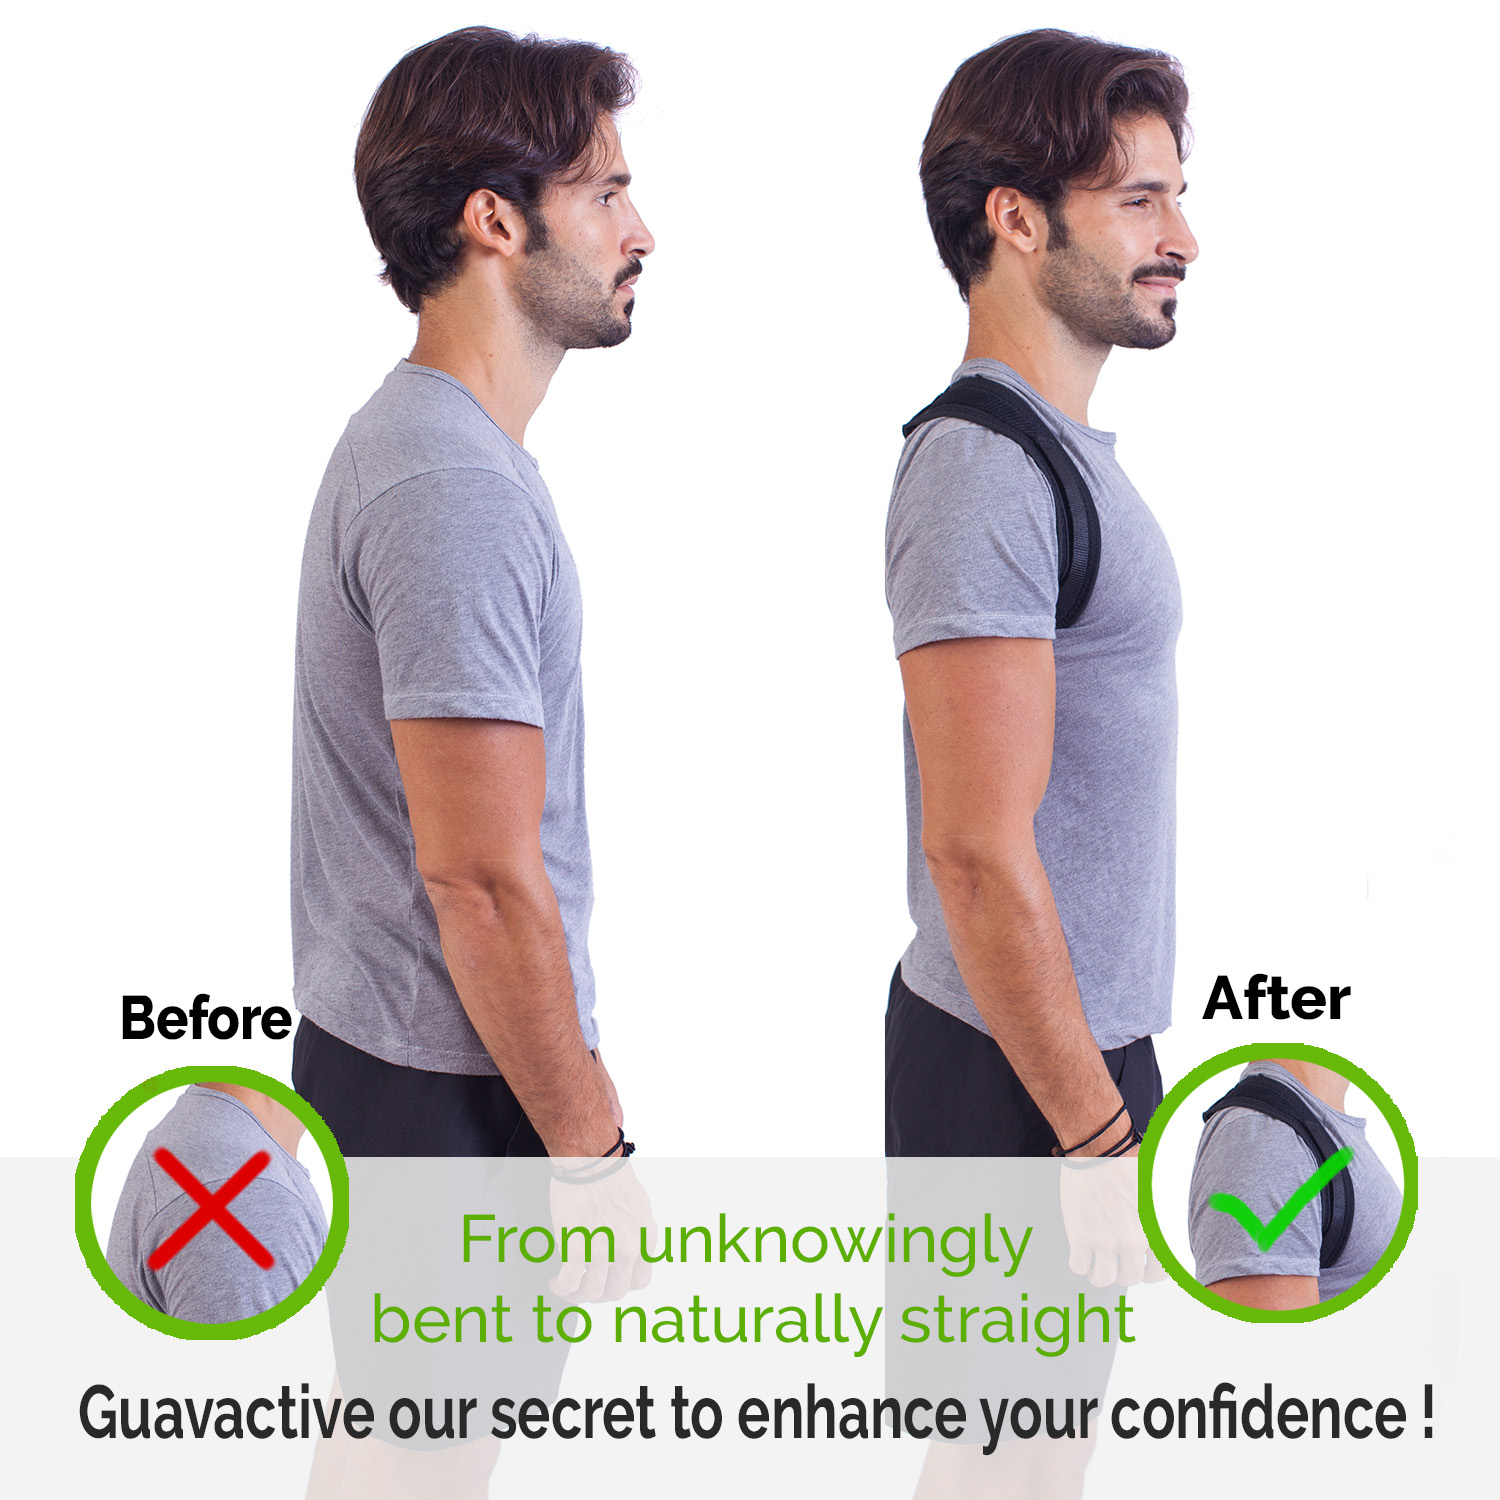 Before
After
From unknowingly
bent to naturally straight
Guavactive our secret to enhance your confidence !